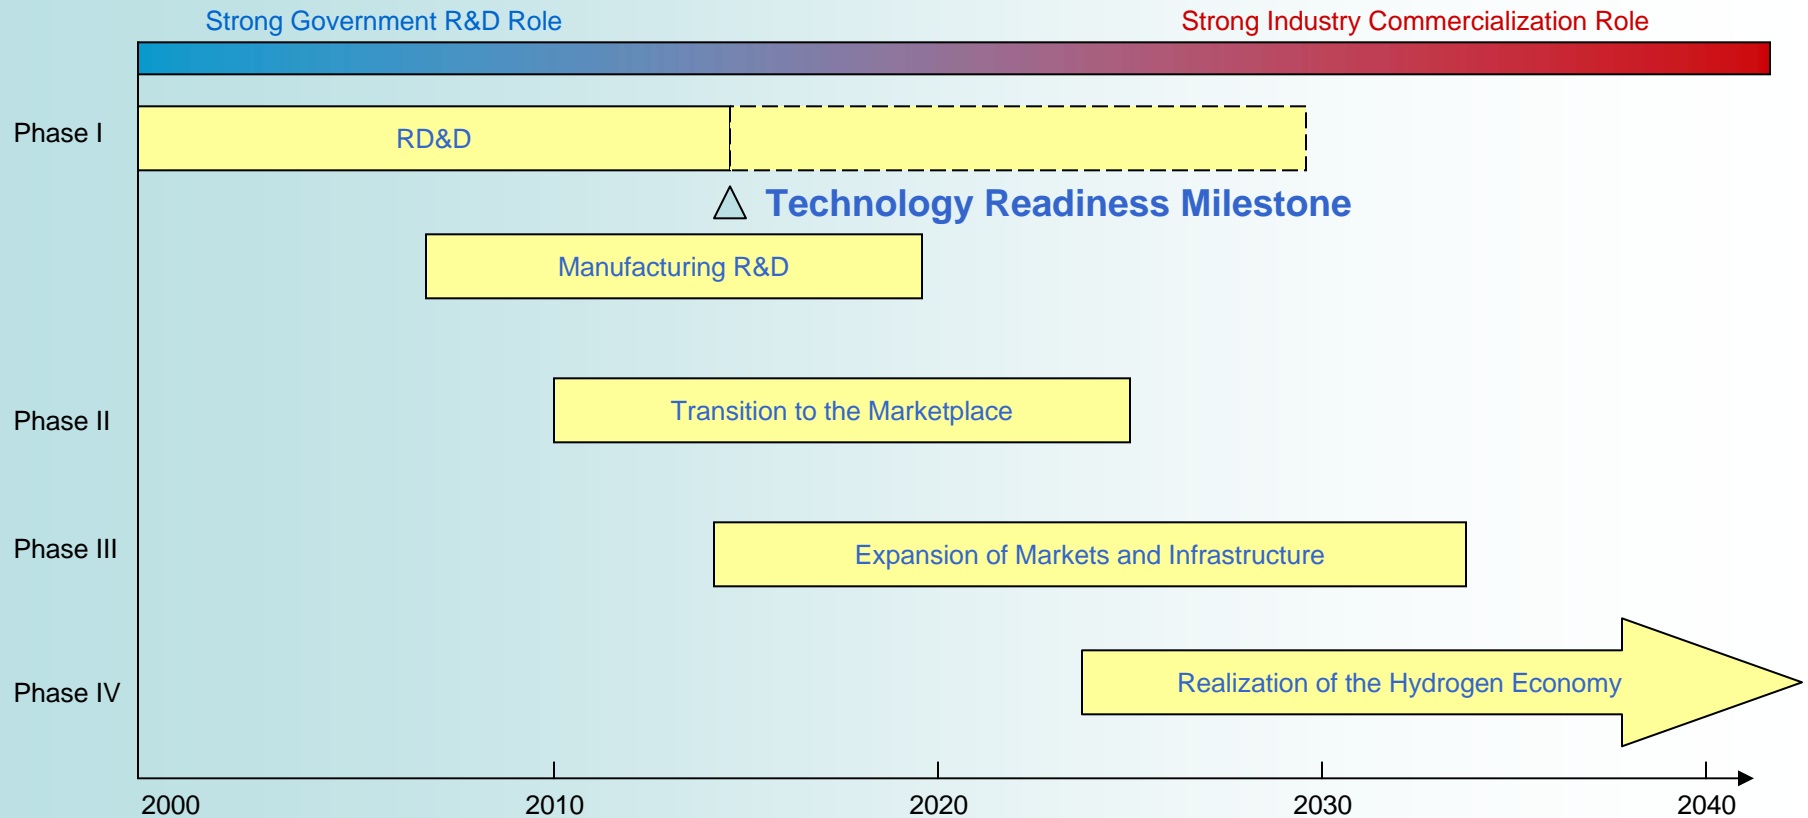 Strong Government R&D Role
Strong Industry Commercialization Role
Phase I
RD&D
Technology Readiness Milestone
Manufacturing R&D
Phase II
Transition to the Marketplace
Phase III
Expansion of Markets and Infrastructure
Phase IV
Realization of the Hydrogen Economy
2000
2010
2020
2030
2040